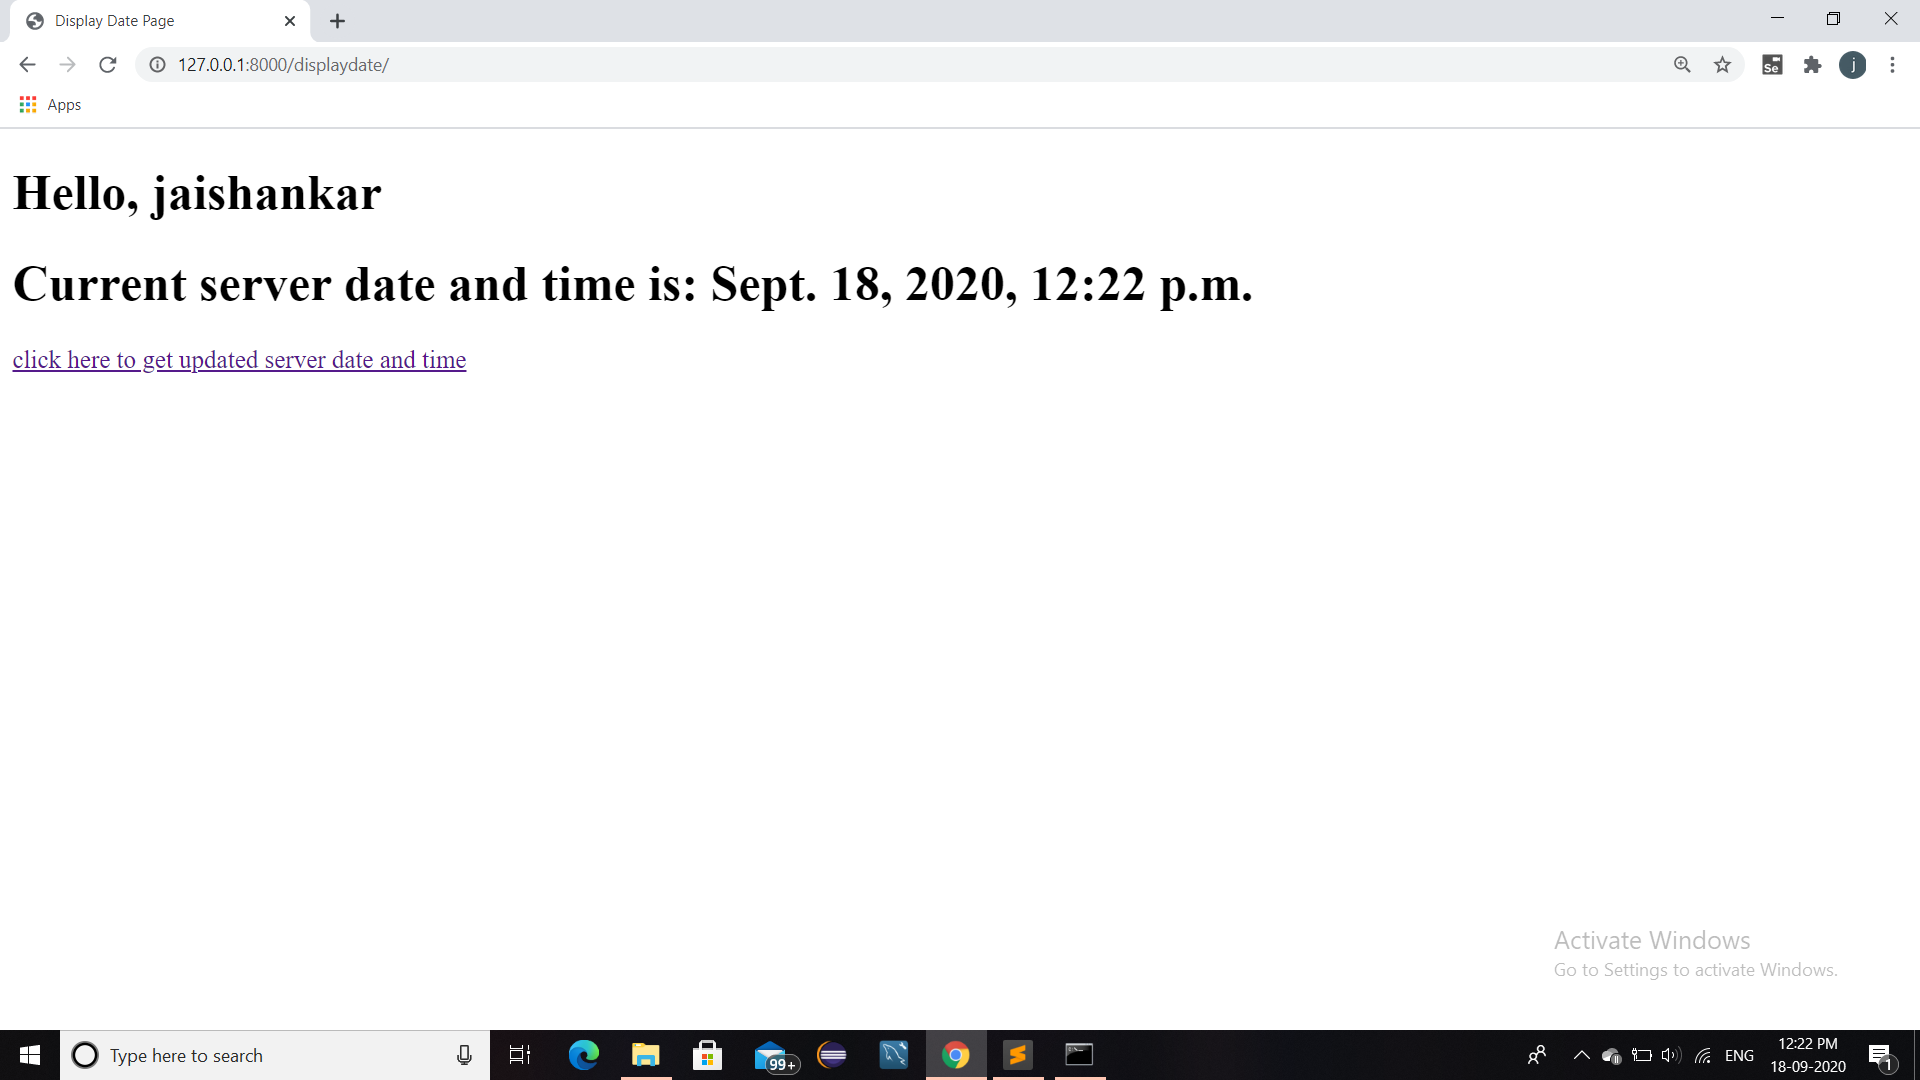 Display Date Page
127.0.0.1:8000/displaydate/
Se
j
Apps
Hello, jaishankar
Current server date and time is: Sept. 18, 2020, 12:22 p.m.
click here to get updated server date and time
Activate Windows
Go to Settings to activate Windows.
Type here to search
99+
ENG
12:22 PM
18-09-2020
1